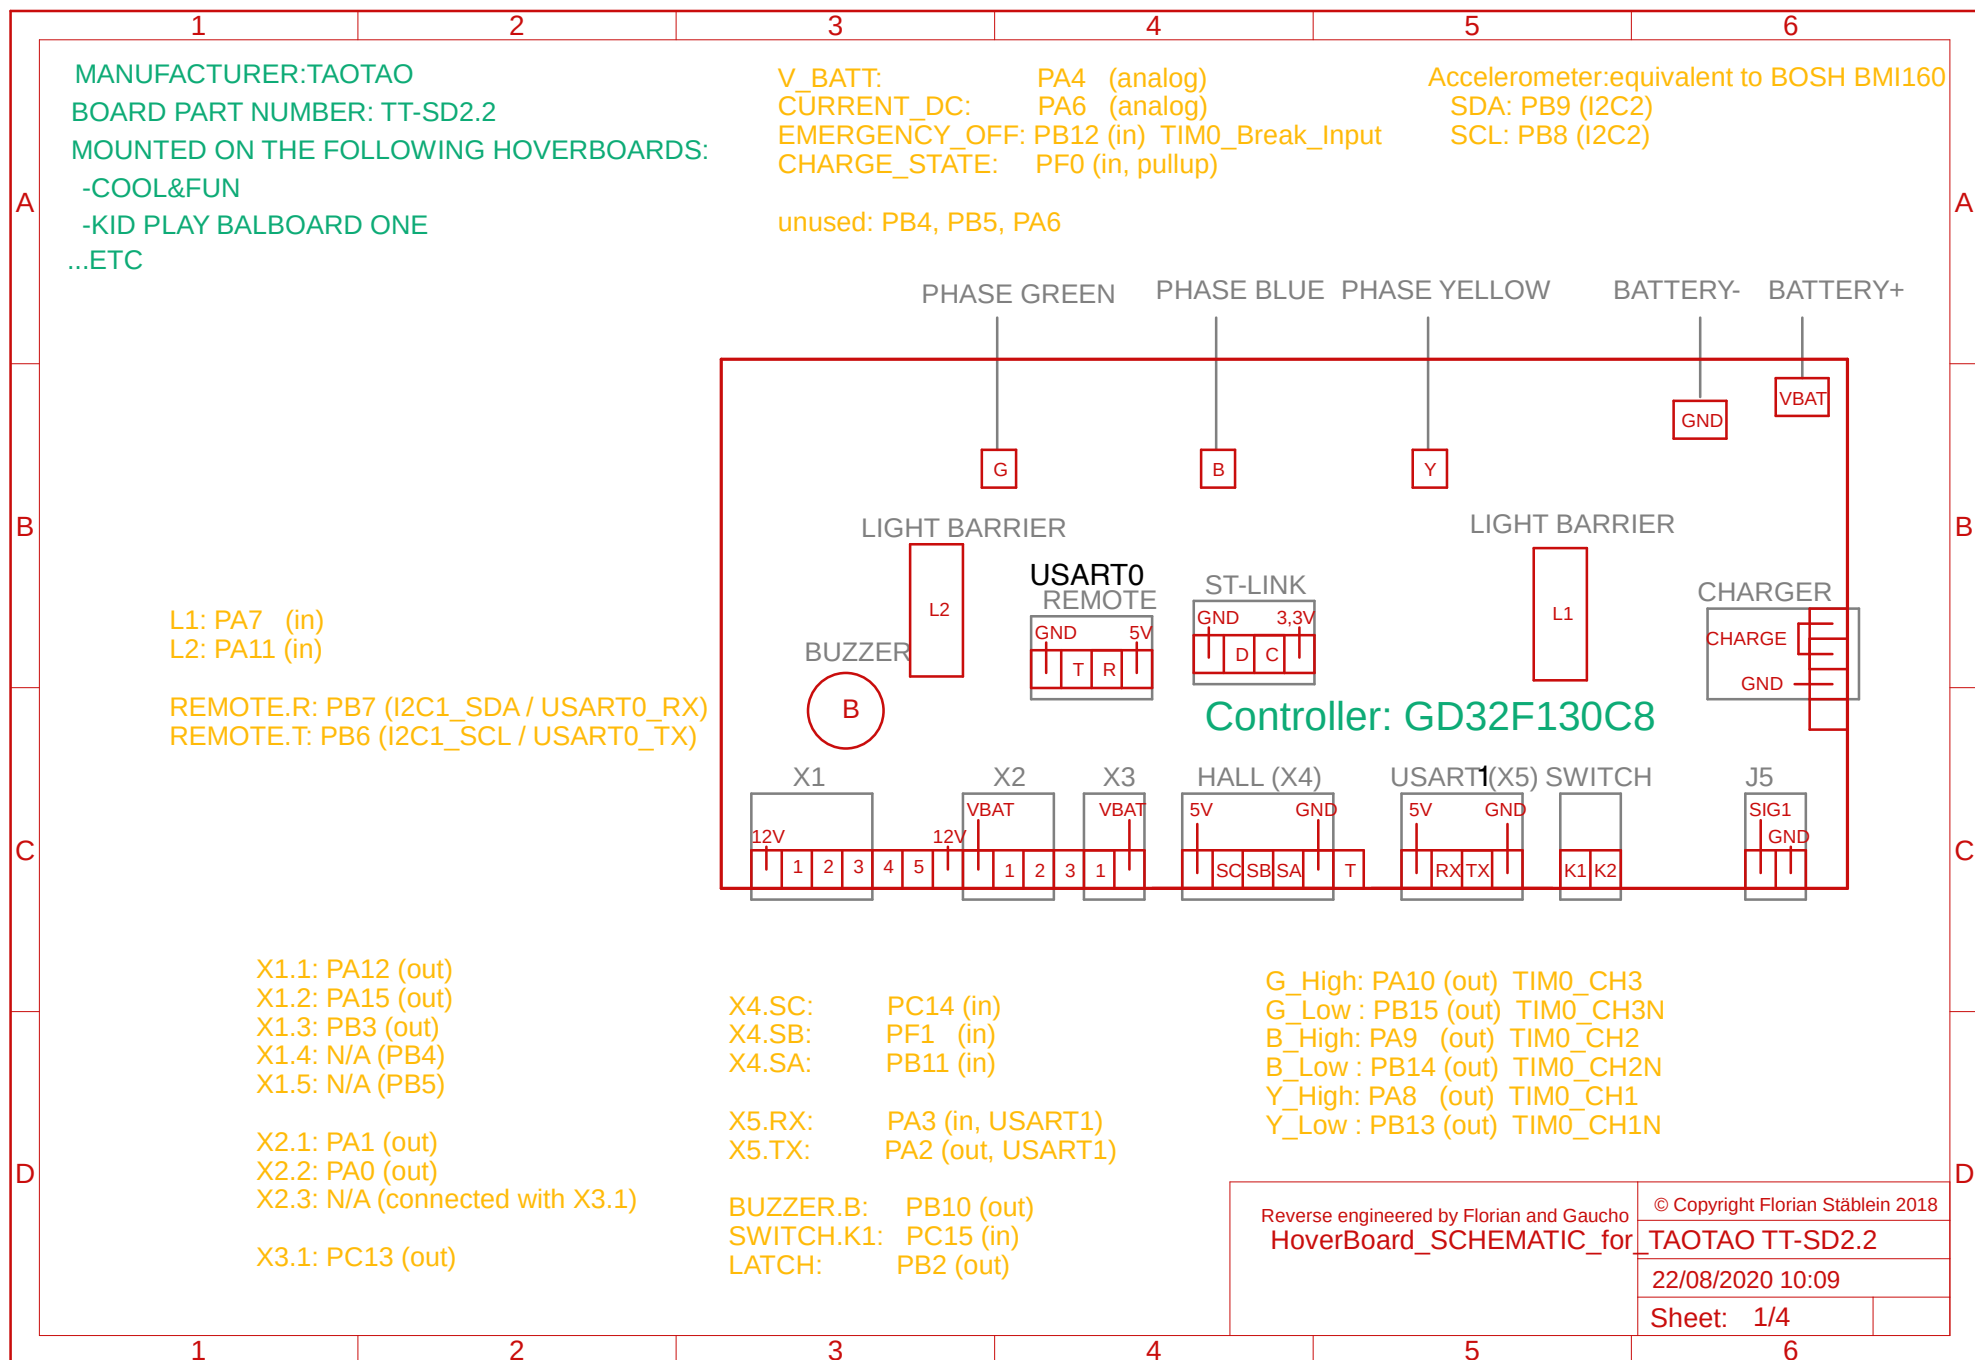 1 2 3 4 5 6
MANUFACTURER:TAOTAO
BOARD PART NUMBER: TT-SD2.2
MOUNTED ON THE FOLLOWING HOVERBOARDS:
-COOL&FUN
-KID PLAY BALBOARD ONE
...ETC
V_BATT: PA4 (analog)
CURRENT_DC: PA6 (analog)
EMERGENCY_OFF: PB12 (in) TIM0_Break_Input
CHARGE_STATE: PF0 (in, pullup)
unused: PB4, PB5, PA6
Accelerometer:equivalent to BOSH BMI160
SDA: PB9 (I2C2)
SCL: PB8 (I2C2)
A A
PHASE GREEN PHASE BLUE PHASE YELLOW BATTERY- BATTERY+
VBAT
GND
G B Y
B B
LIGHT BARRIER LIGHT BARRIER
L2 L1
USART0
REMOTE
GND 5V
T R
ST-LINK
GND 3,3V
D C
CHARGER
CHARGE
GND
BUZZER
B
L1: PA7 (in)
L2: PA11 (in)
REMOTE.R: PB7 (I2C1_SDA / USART0_RX)
REMOTE.T: PB6 (I2C1_SCL / USART0_TX)
Controller: GD32F130C8
X1 X2 X3 HALL (X4) USART1(X5) SWITCH J5
12V 12V VBAT VBAT 5V GND 5V GND SIG1 GND
1 2 3 4 5 1 2 3 1 SC SB SA T RX TX K1 K2
C C
X1.1: PA12 (out)
X1.2: PA15 (out)
X1.3: PB3 (out)
X1.4: N/A (PB4)
X1.5: N/A (PB5)
X2.1: PA1 (out)
X2.2: PA0 (out)
X2.3: N/A (connected with X3.1)
X3.1: PC13 (out)
X4.SC: PC14 (in)
X4.SB: PF1 (in)
X4.SA: PB11 (in)
X5.RX: PA3 (in, USART1)
X5.TX: PA2 (out, USART1)
BUZZER.B: PB10 (out)
SWITCH.K1: PC15 (in)
LATCH: PB2 (out)
G_High: PA10 (out) TIM0_CH3
G_Low : PB15 (out) TIM0_CH3N
B_High: PA9 (out) TIM0_CH2
B_Low : PB14 (out) TIM0_CH2N
Y_High: PA8 (out) TIM0_CH1
Y_Low : PB13 (out) TIM0_CH1N
D D
Reverse engineered by Florian and Gaucho
© Copyright Florian Stäblein 2018
HoverBoard_SCHEMATIC_for_TAOTAO TT-SD2.2
22/08/2020 10:09
Sheet: 1/4
1 2 3 4 5 6